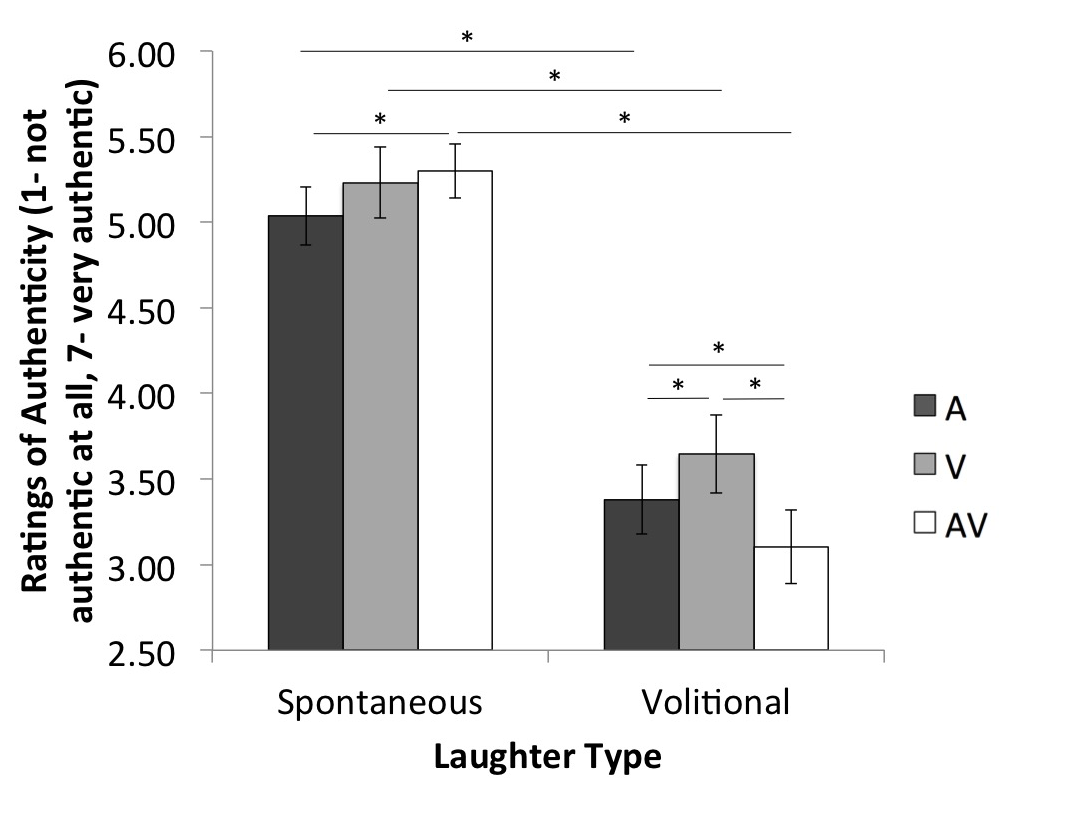 Ratings of Authenticity (1- not
authentic at all, 7- very authentic)
6.00
5.50
5.00
4.50
4.00
3.50
3.00
2.50
*
*
*
*
*
*
*
A
V
AV
Spontaneous
Volitional
Laughter Type